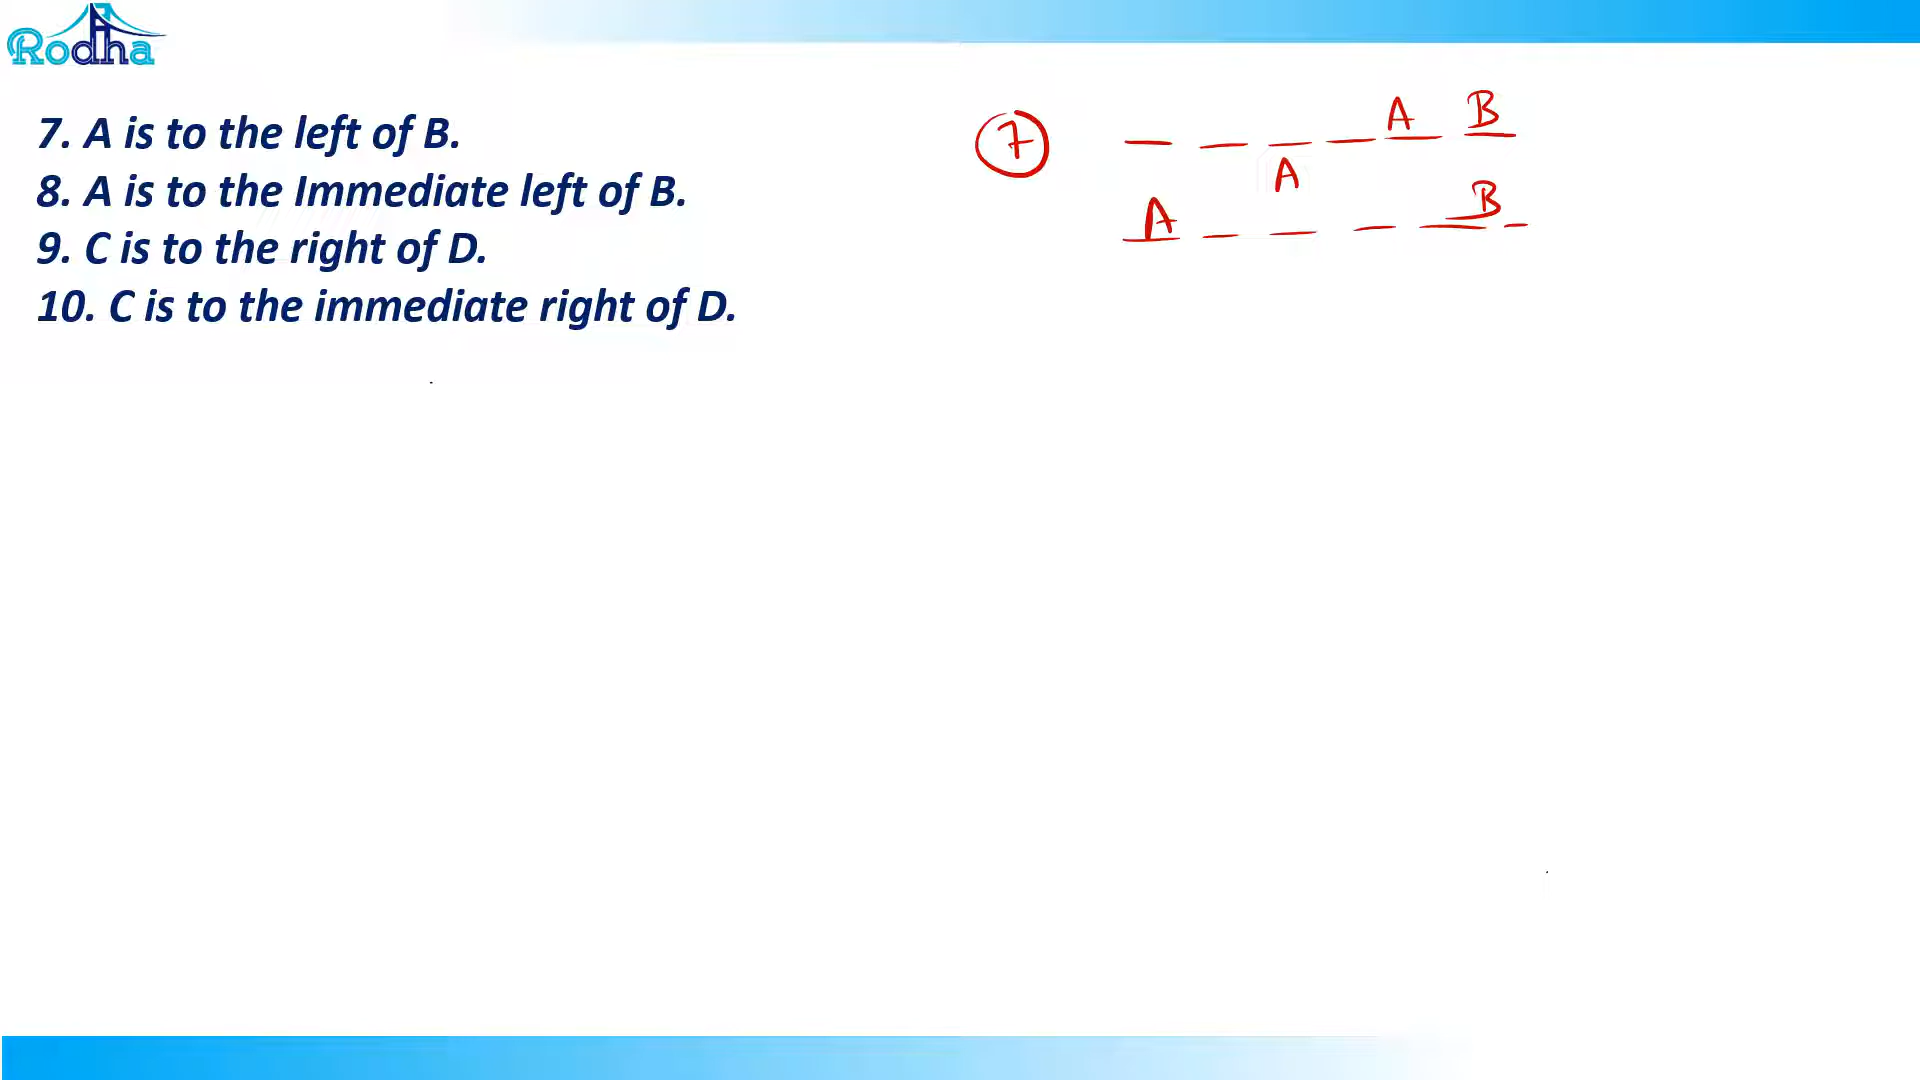 Rodha
7. A is to the left of B.
8. A is to the Immediate left of B.
9. C is to the right of D.
10. C is to the immediate right of D.
7 A B
A
A B